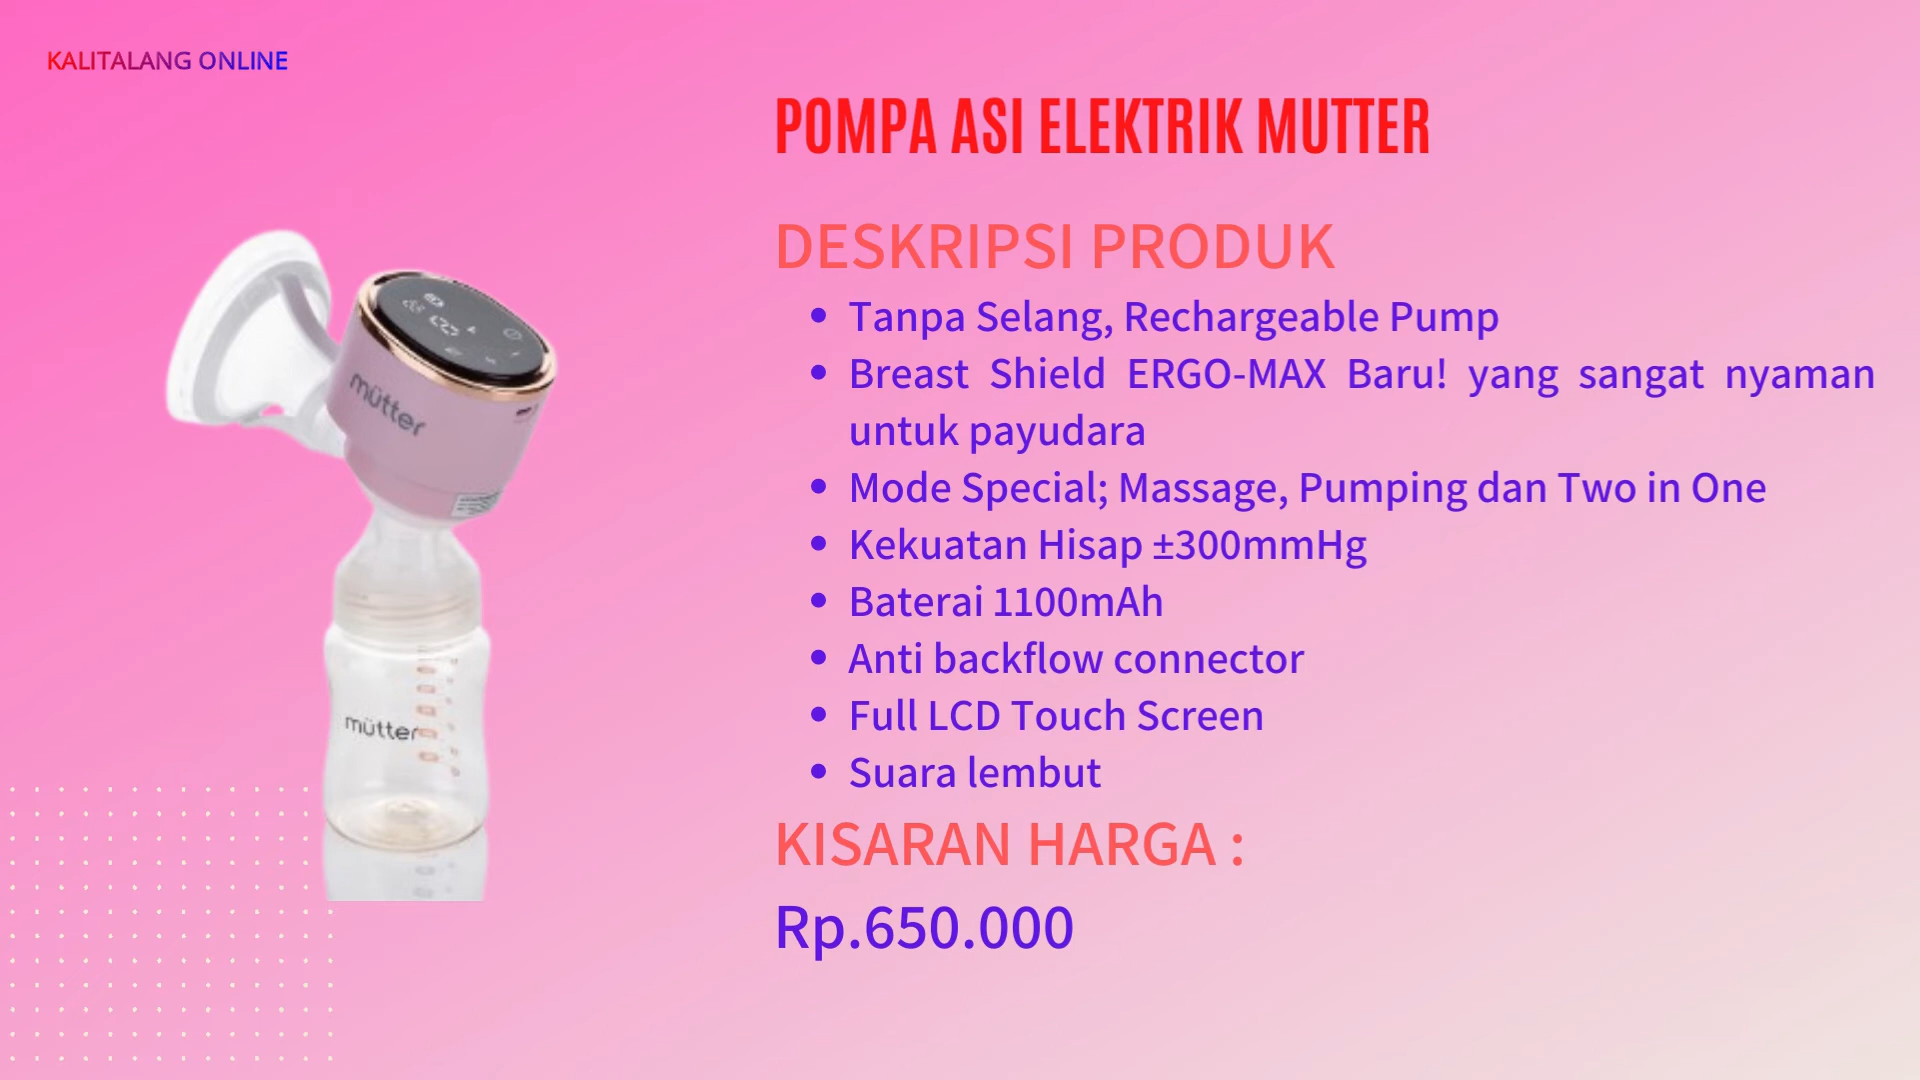 KALITALANG ONLINE
POMPA ASI ELEKTRIK MUTTER
DESKRIPSI PRODUK
Tanpa Selang, Rechargeable Pump
Breast Shield ERGO-MAX Baru! yang sangat nyaman
untuk payudara
Mode Special; Massage, Pumping dan Two in One
Kekuatan Hisap ±300mmHg
Baterai 1100mAh
Anti backflow connector
Full LCD Touch Screen
Suara lembut
KISARAN HARGA :
Rp.650.000
mütter
mütter